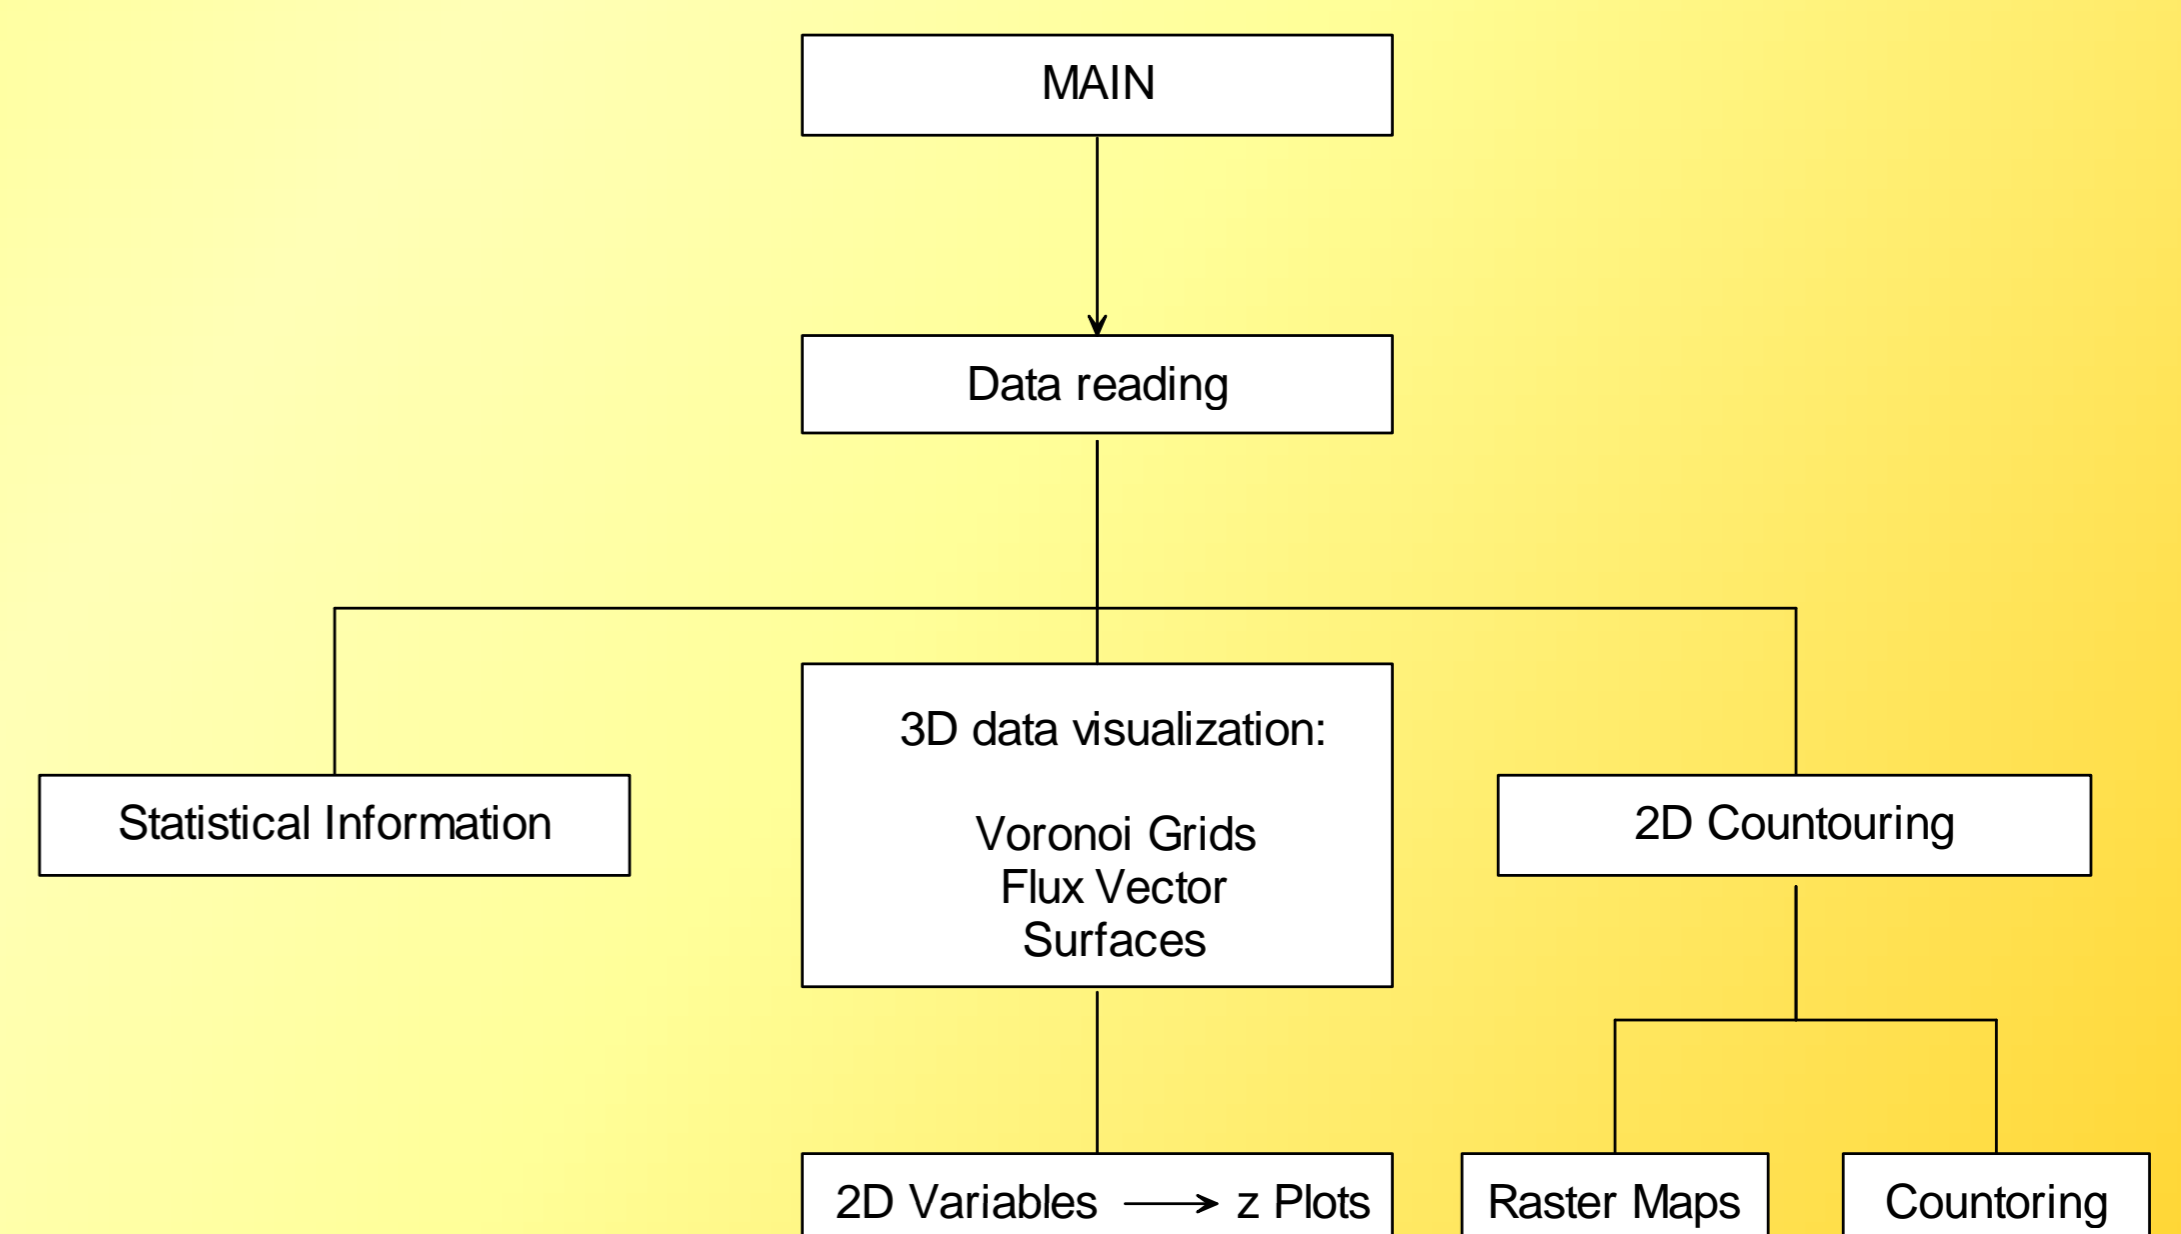 MAIN
Data reading
3D data visualization:
Voronoi Grids
Flux Vector
Surfaces
Statistical Information
2D Countouring
2D Variables → z Plots
Raster Maps
Countoring